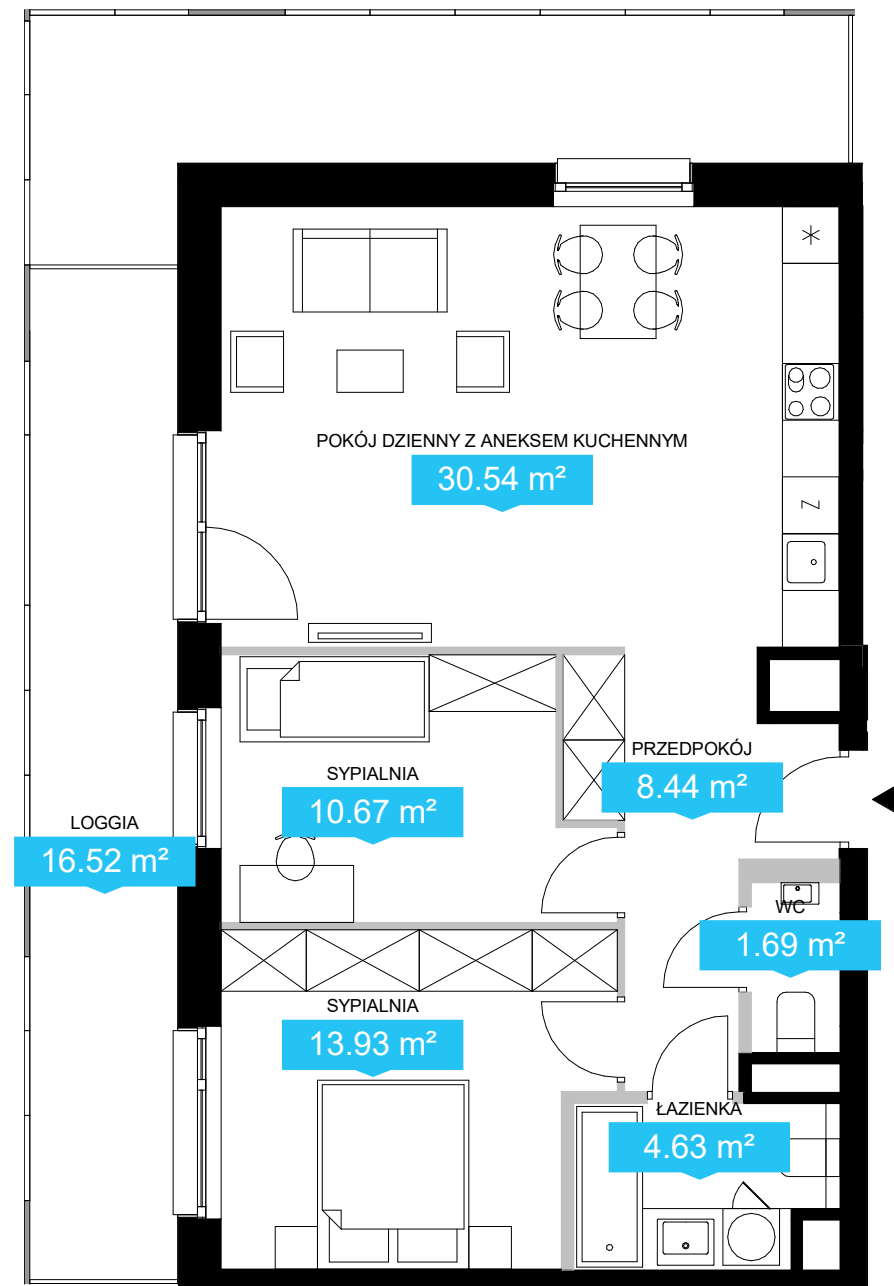 POKÓJ DZIENNY Z ANEKSEM KUCHENNYM
30.54 m²
Z
PRZEDPOKÓJ
8.44 m²
SYPIALNIA
10.67 m²
LOGGIA
16.52 m²
WC
1.69 m²
SYPIALNIA
13.93 m²
ŁAZIENKA
4.63 m²